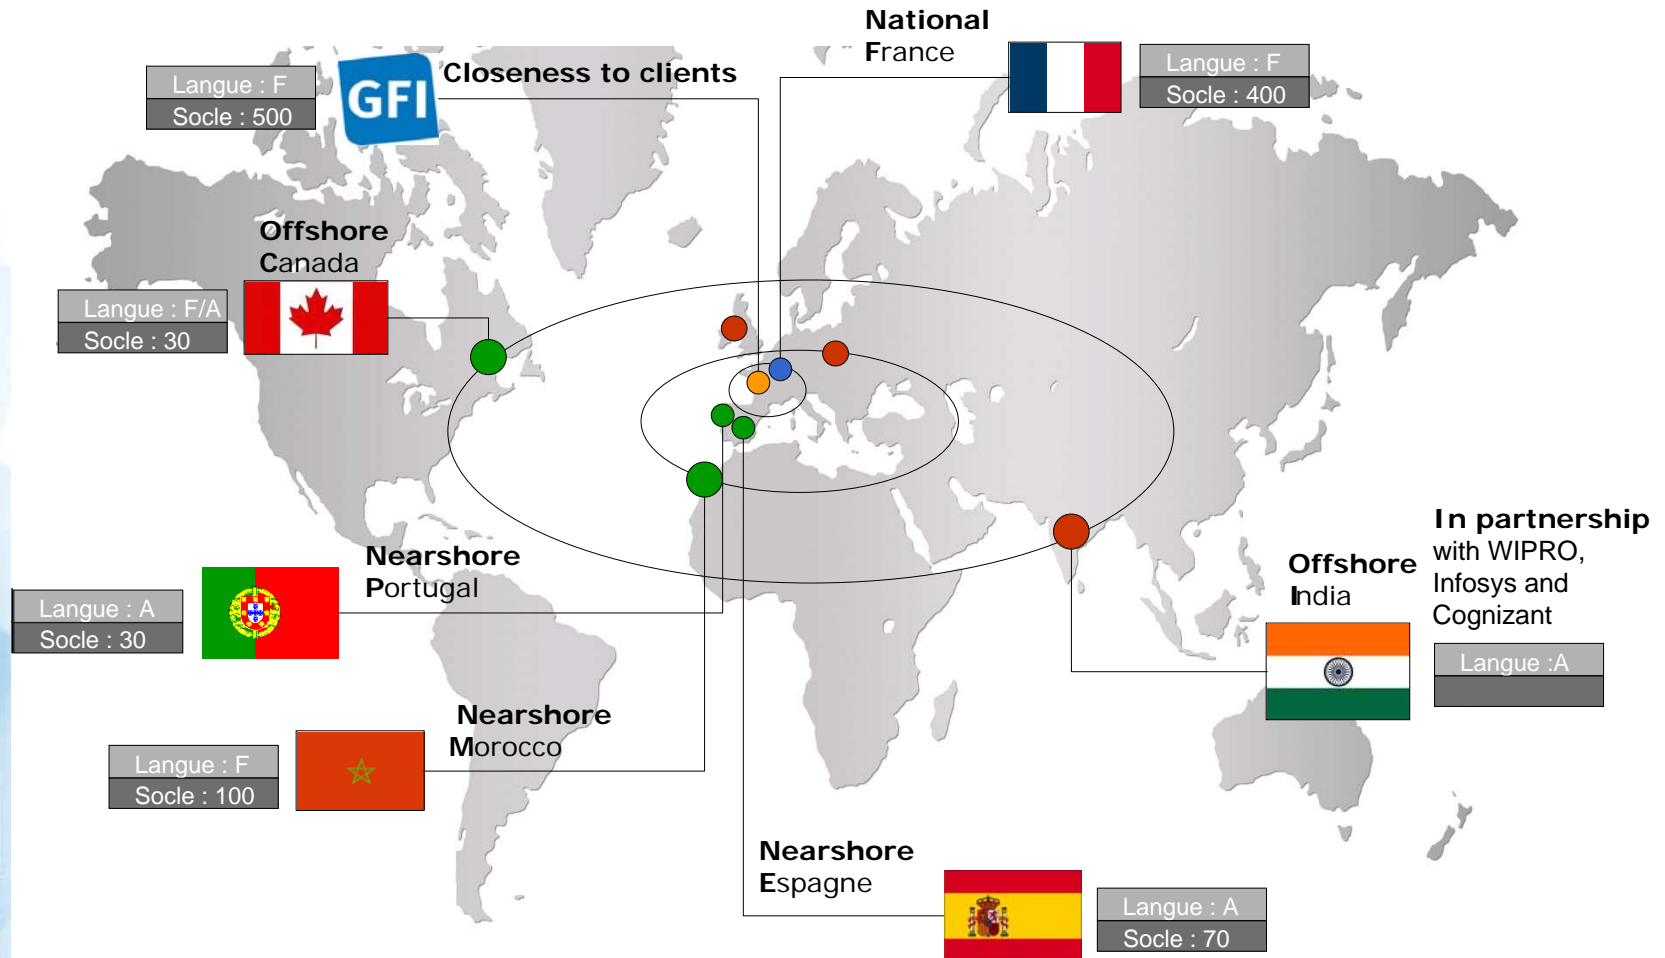 National
France
Langue : F
Socle : 400
Langue : F
Socle : 500
GFI
Closeness to clients
Offshore
Canada
Langue : F/A
Socle : 30
Nearshore
Portugal
Langue : A
Socle : 30
Nearshore
Morocco
Langue : F
Socle : 100
Nearshore
Espagne
Langue : A
Socle : 70
Offshore
India
In partnership
with WIPRO,
Infosys and
Cognizant
Langue :A